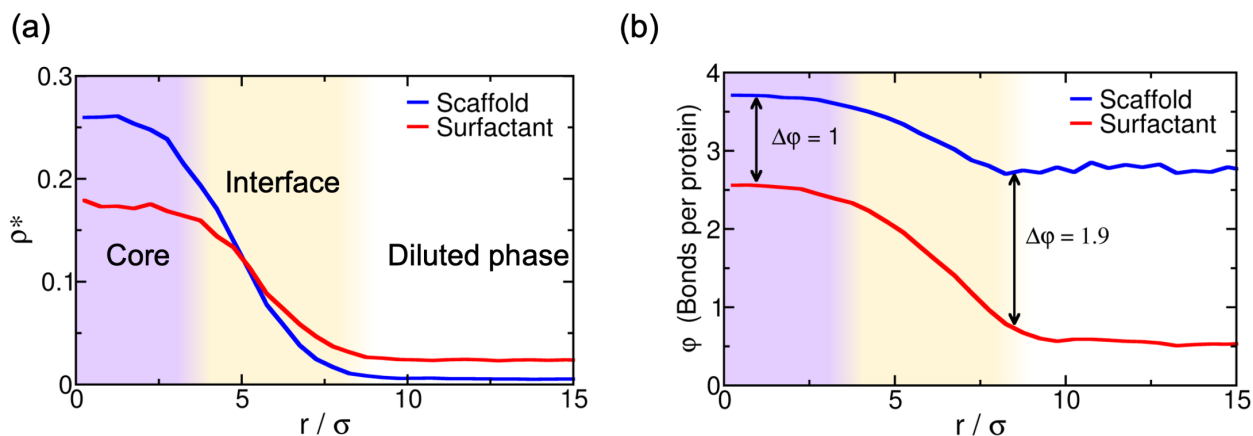 (a)
0.3
0.2
0.1
0
ρ*
Scaffold
Surfactant
Interface
Core
Diluted phase
0
5
10
15
r / σ
(b)
4
3
2
1
0
φ (Bonds per protein)
Scaffold
Surfactant
Δφ = 1
Δφ = 1.9
0
5
10
15
r / σ